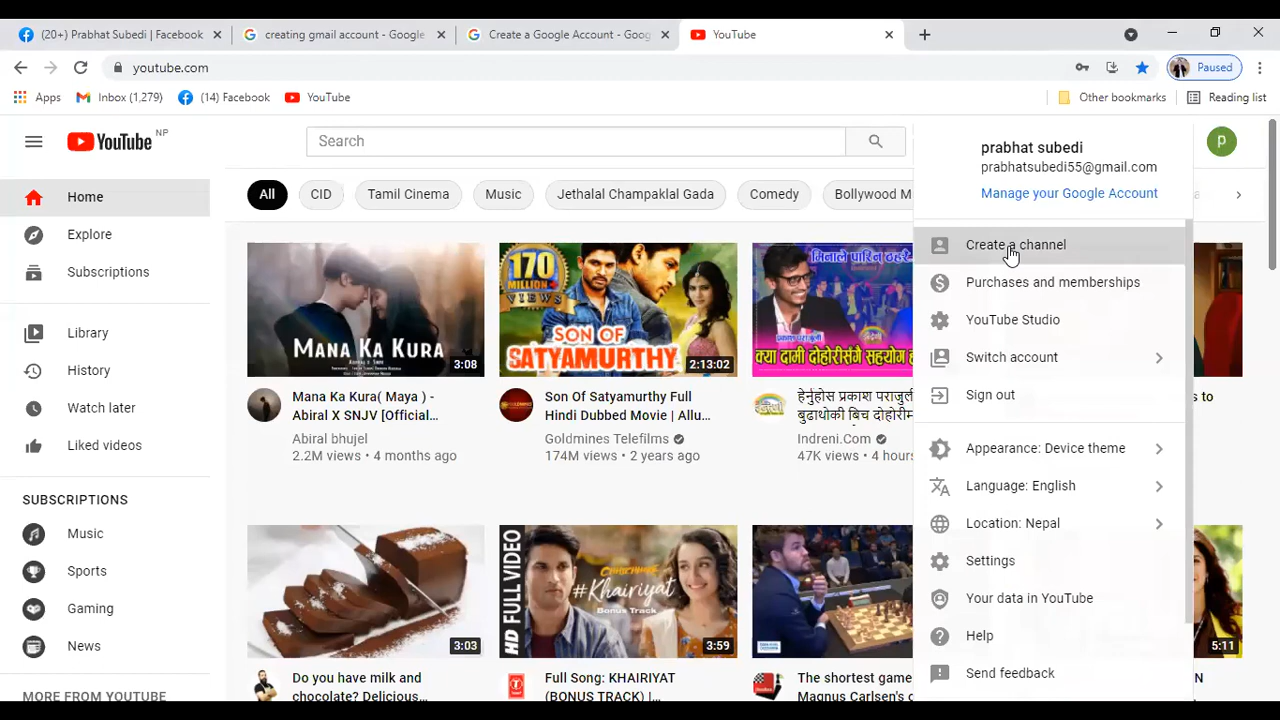 (20+) Prabhat Subedi | Facebook
creating gmail account - Google
Create a Google Account - Goog
YouTube
youtube.com
Paused
Apps
Inbox (1,279)
(14) Facebook
YouTube
Other bookmarks
Reading list
YouTube NP
Search
prabhat subedi
prabhatsubedi55@gmail.com
Manage your Google Account
P
Home
Explore
Subscriptions
Library
History
Watch later
Liked videos
SUBSCRIPTIONS
Music
Sports
Gaming
News
MORE FROM YOUTUBE
All
CID
Tamil Cinema
Music
Jethalal Champaklal Gada
Comedy
Bollywood M
MANA KA KURA
3:08
Mana Ka Kura( Maya ) -
Abiral X SNJV [Official...
Abiral bhujel
2.2M views • 4 months ago
170
MILLION
VIEWS
SON OF
SATYAMURTHY
2:13:02
Son Of Satyamurthy Full
Hindi Dubbed Movie | Allu...
Goldmines Telefilms
174M views • 2 years ago
क्या दामी दोहोरीसंगै सहयोग
हेर्नुहोस प्रकाश पराजुली
बुढाथोकी बिच दोहोरीम
Indreni.Com
47K views • 4 hours
s to
3:03
Do you have milk and
chocolate? Delicious...
HD FULL VIDEO
CHHICHHORE
#KHAIRIYAT
BONUS TRACK
3:59
Full Song: KHAIRIYAT
(BONUS TRACK) |...
The shortest game
Magnus Carlsen's c
5:11
N
Create a channel
Purchases and memberships
YouTube Studio
Switch account
Sign out
Appearance: Device theme
Language: English
Location: Nepal
Settings
Your data in YouTube
Help
Send feedback